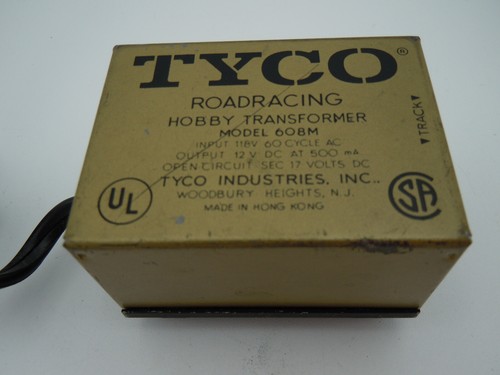 TYCO®
ROADRACING
HOBBY TRANSFORMER
MODEL 608M
INPUT 118V 60 CYCLE AC
OUTPUT 12 V DC AT 500 mA
OPEN CIRCUIT SEC 17 VOLTS DC
TYCO INDUSTRIES, INC..
WOODBURY HEIGHTS, N.J.
MADE IN HONG KONG
UL
SA
▼TRACK▼